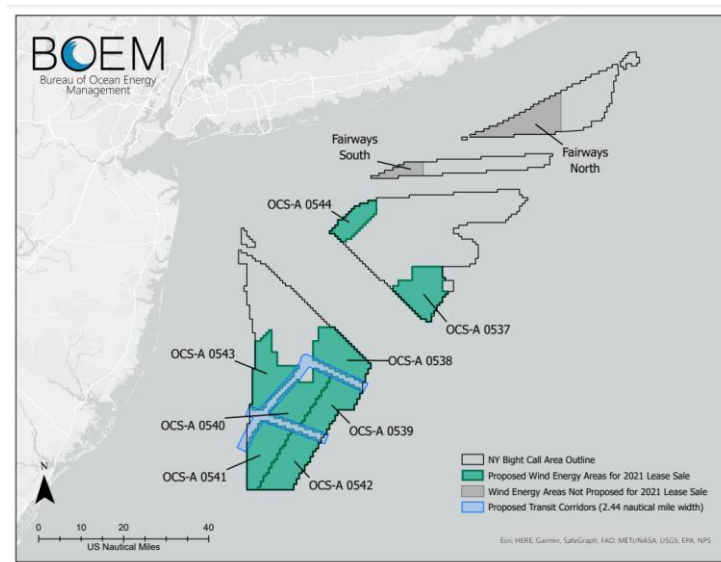 BOEM
Bureau of Ocean Energy
Management
Fairways
South
Fairways
North
OCS-A 0544
OCS-A 0537
OCS-A 0543
OCS-A 0538
OCS-A 0540
OCS-A 0539
OCS-A 0541
OCS-A 0542
N
0 10 20 40
US Nautical Miles
NY Bight Call Area Outline
Proposed Wind Energy Areas for 2021 Lease Sale
Wind Energy Areas Not Proposed for 2021 Lease Sale
Proposed Transit Corridors (2.44 nautical mile width)
Esri, HERE, Garmin, SafeGraph, FAO, METI/NASA, USGS, EPA, NPS